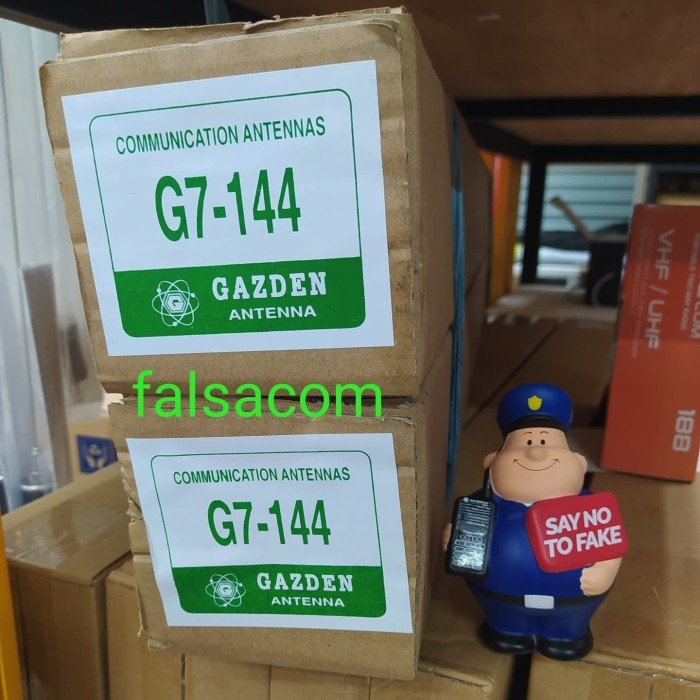 COMMUNICATION ANTENNAS
G7-144
G
GAZDEN
ANTENNA
falsacom
COMMUNICATION ANTENNAS
G7-144
G
GAZDEN
ANTENNA
SAY NO
TO FAKE
VHF / UHF
188